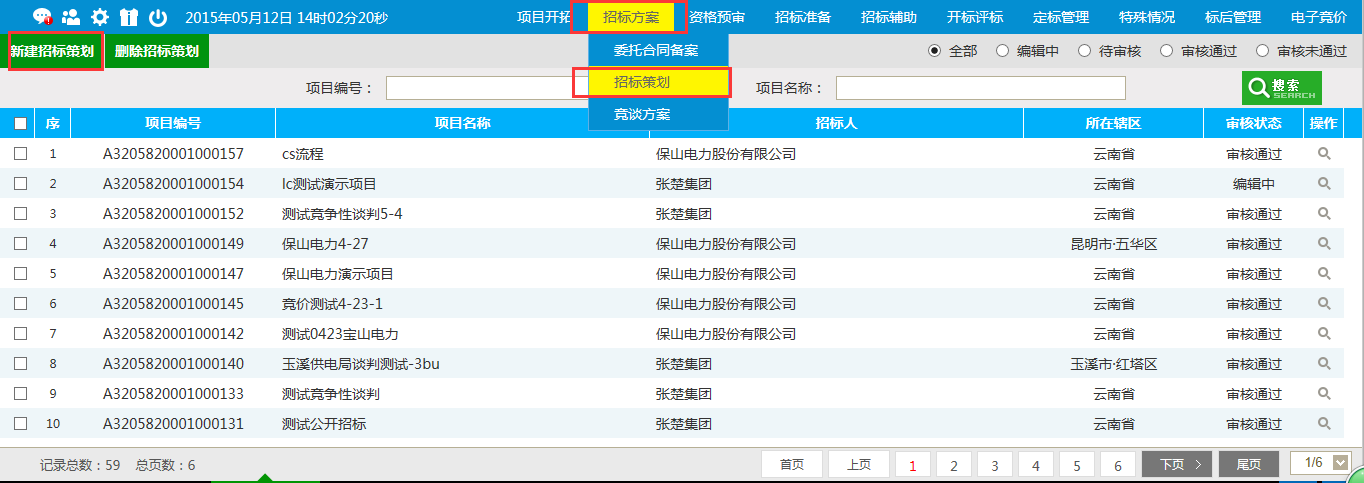 2015年05月12日 14时02分20秒 项目开招 招标方案 资格预审 招标准备 招标辅助 开标评标 定标管理 特殊情况 标后管理 电子竞价
新建招标策划 删除招标策划 委托合同备案 全部 编辑中 待审核 审核通过 审核未通过
招标策划
项目编号： 项目名称： 搜索 SEARCH
竞谈方案
序 项目编号 项目名称 招标人 所在辖区 审核状态 操作
1 A3205820001000157 cs流程 保山电力股份有限公司 云南省 审核通过
2 A3205820001000154 lc测试演示项目 张楚集团 云南省 编辑中
3 A3205820001000152 测试竞争性谈判5-4 张楚集团 云南省 审核通过
4 A3205820001000149 保山电力4-27 保山电力股份有限公司 昆明市·五华区 审核通过
5 A3205820001000147 保山电力演示项目 保山电力股份有限公司 云南省 审核通过
6 A3205820001000145 竞价测试4-23-1 保山电力股份有限公司 云南省 审核通过
7 A3205820001000142 测试0423宝山电力 保山电力股份有限公司 云南省 审核通过
8 A3205820001000140 玉溪供电局谈判测试-3bu 张楚集团 玉溪市·红塔区 审核通过
9 A3205820001000133 测试竞争性谈判 张楚集团 云南省 审核通过
10 A3205820001000131 测试公开招标 张楚集团 云南省 审核通过
记录总数：59 总页数：6 首页 上页 1 2 3 4 5 6 下页 尾页 1/6